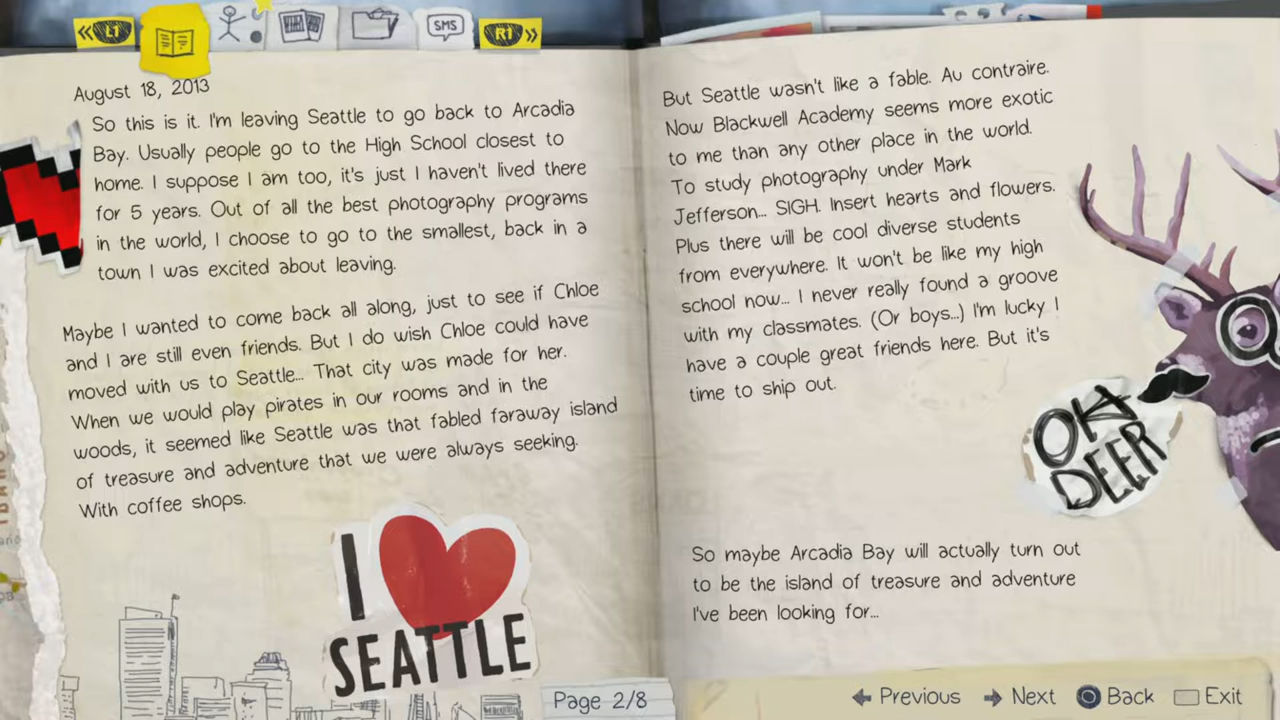 L1
SMS
R1
August 18, 2013
So this is it. I'm leaving Seattle to go back to Arcadia
Bay. Usually people go to the High School closest to
home. I suppose I am too, it's just I haven't lived there
for 5 years. Out of all the best photography programs
in the world, I choose to go to the smallest, back in a
town I was excited about leaving.
Maybe I wanted to come back all along, just to see if Chloe
and I are still even friends. But I do wish Chloe could have
moved with us to Seattle... That city was made for her.
When we would play pirates in our rooms and in the
woods, it seemed like Seattle was that fabled faraway island
of treasure and adventure that we were always seeking.
With coffee shops.
I
SEATTLE
But Seattle wasn't like a fable. Au contraire.
Now Blackwell Academy seems more exotic
to me than any other place in the world.
To study photography under Mark
Jefferson... SIGH. Insert hearts and flowers.
Plus there will be cool diverse students
from everywhere. It won't be like my high
school now... I never really found a groove
with my classmates. (Or boys...) I'm lucky I
have a couple great friends here. But it's
time to ship out.
OH
DEER
So maybe Arcadia Bay will actually turn out
to be the island of treasure and adventure
I've been looking for...
Page 2/8
Previous Next Back Exit